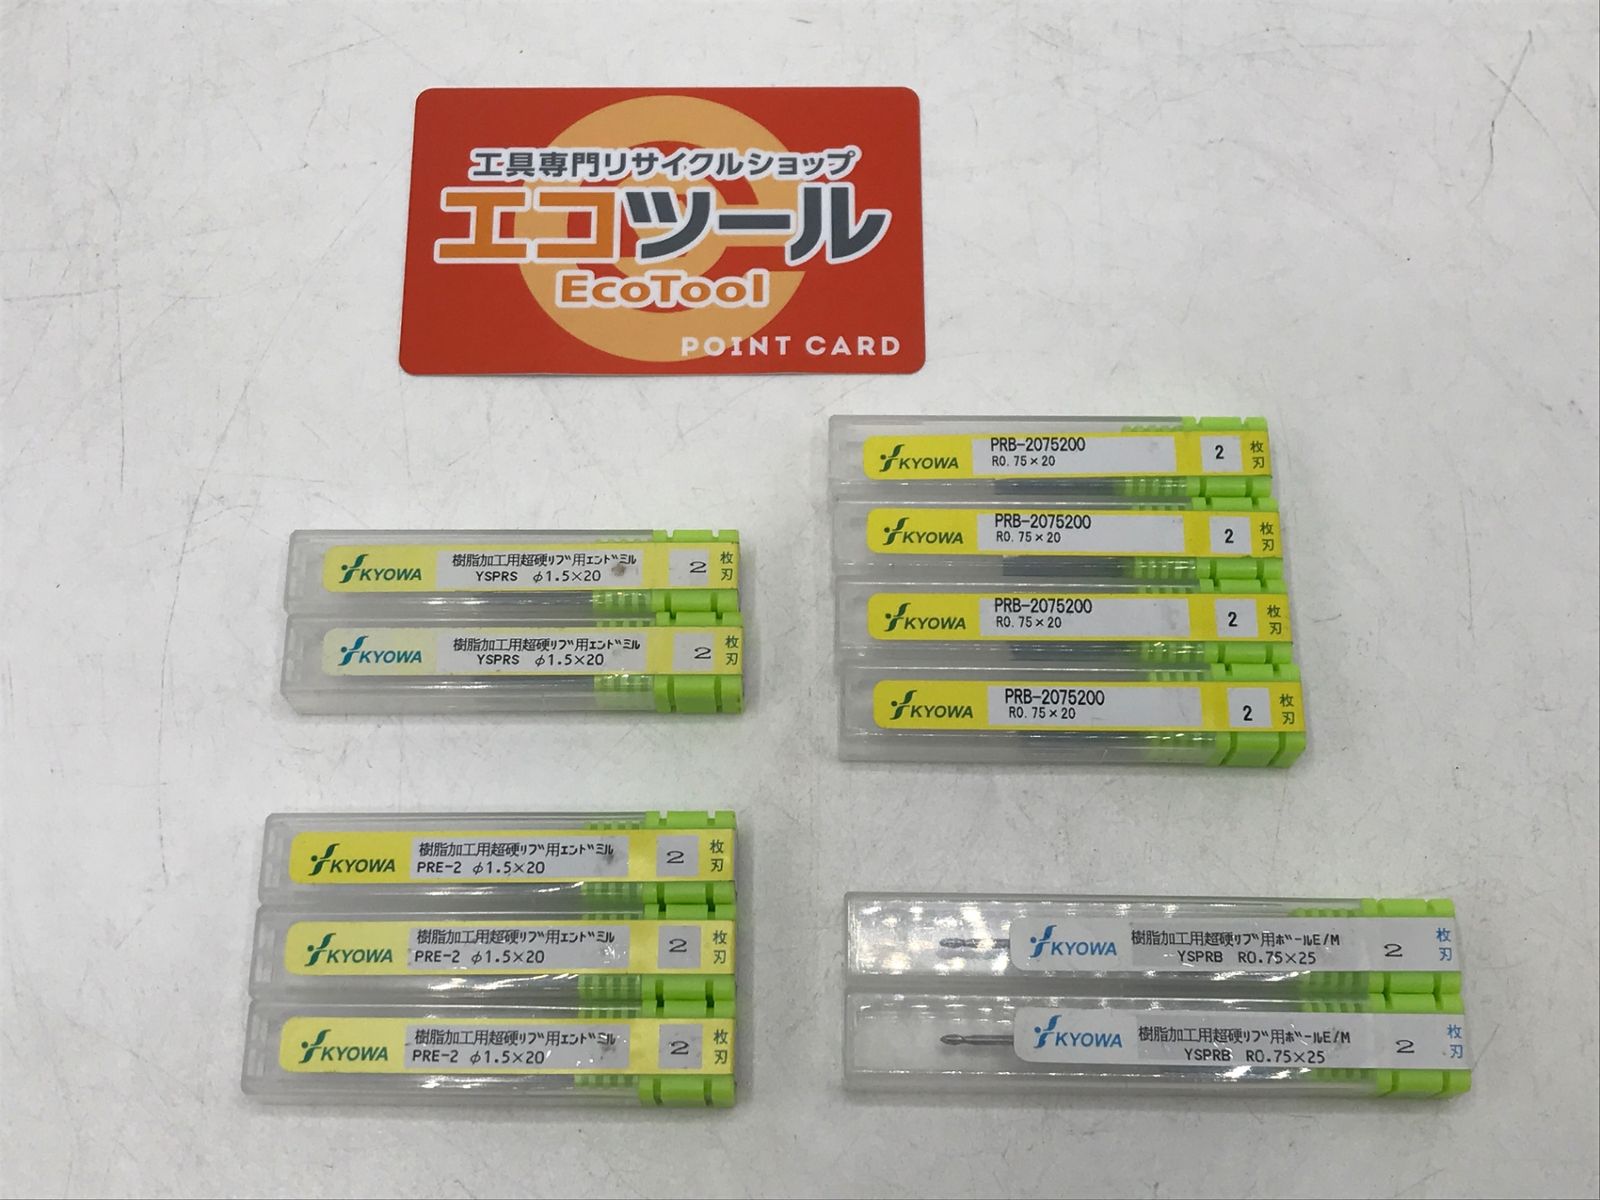 工具専門リサイクルショップ
エコツール
EcoTool
POINT CARD
KYOWA
PRB-2075200
R0.75×20
2
枚刃
KYOWA
PRB-2075200
R0.75×20
2
枚刃
KYOWA
PRB-2075200
R0.75×20
2
枚刃
KYOWA
PRB-2075200
R0.75×20
2
枚刃
KYOWA
樹脂加工用超硬ﾘﾌﾞ用ｴﾝﾄﾞﾐﾙ
YSPRS φ1.5×20
2
枚刃
KYOWA
樹脂加工用超硬ﾘﾌﾞ用ｴﾝﾄﾞﾐﾙ
YSPRS φ1.5×20
2
枚刃
KYOWA
樹脂加工用超硬ﾘﾌﾞ用ｴﾝﾄﾞﾐﾙ
PRE-2 φ1.5×20
2
枚刃
KYOWA
樹脂加工用超硬ﾘﾌﾞ用ｴﾝﾄﾞﾐﾙ
PRE-2 φ1.5×20
2
枚刃
KYOWA
樹脂加工用超硬ﾘﾌﾞ用ｴﾝﾄﾞﾐﾙ
PRE-2 φ1.5×20
2
枚刃
KYOWA
樹脂加工用超硬ﾘﾌﾞ用ﾎﾞｰﾙE/M
YSPRB R0.75×25
2
枚刃
KYOWA
樹脂加工用超硬ﾘﾌﾞ用ﾎﾞｰﾙE/M
YSPRB R0.75×25
2
枚刃